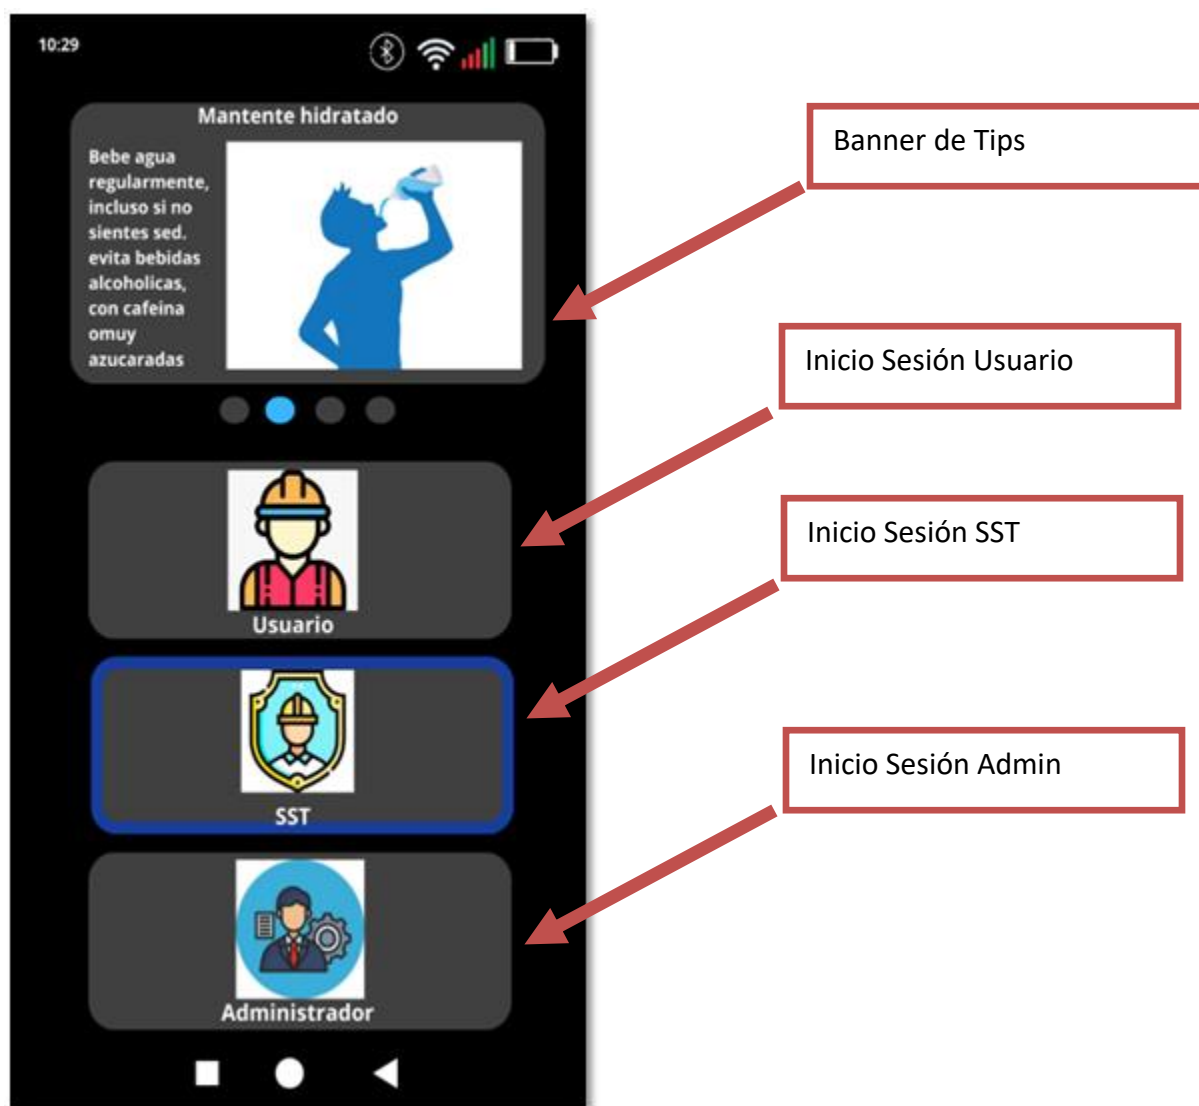 10:29
Mantente hidratado
Bebe agua
regularmente,
incluso si no
sientes sed.
evita bebidas
alcoholicas,
con cafeina
omuy
azucaradas
Usuario
SST
Administrador
Banner de Tips
Inicio Sesión Usuario
Inicio Sesión SST
Inicio Sesión Admin